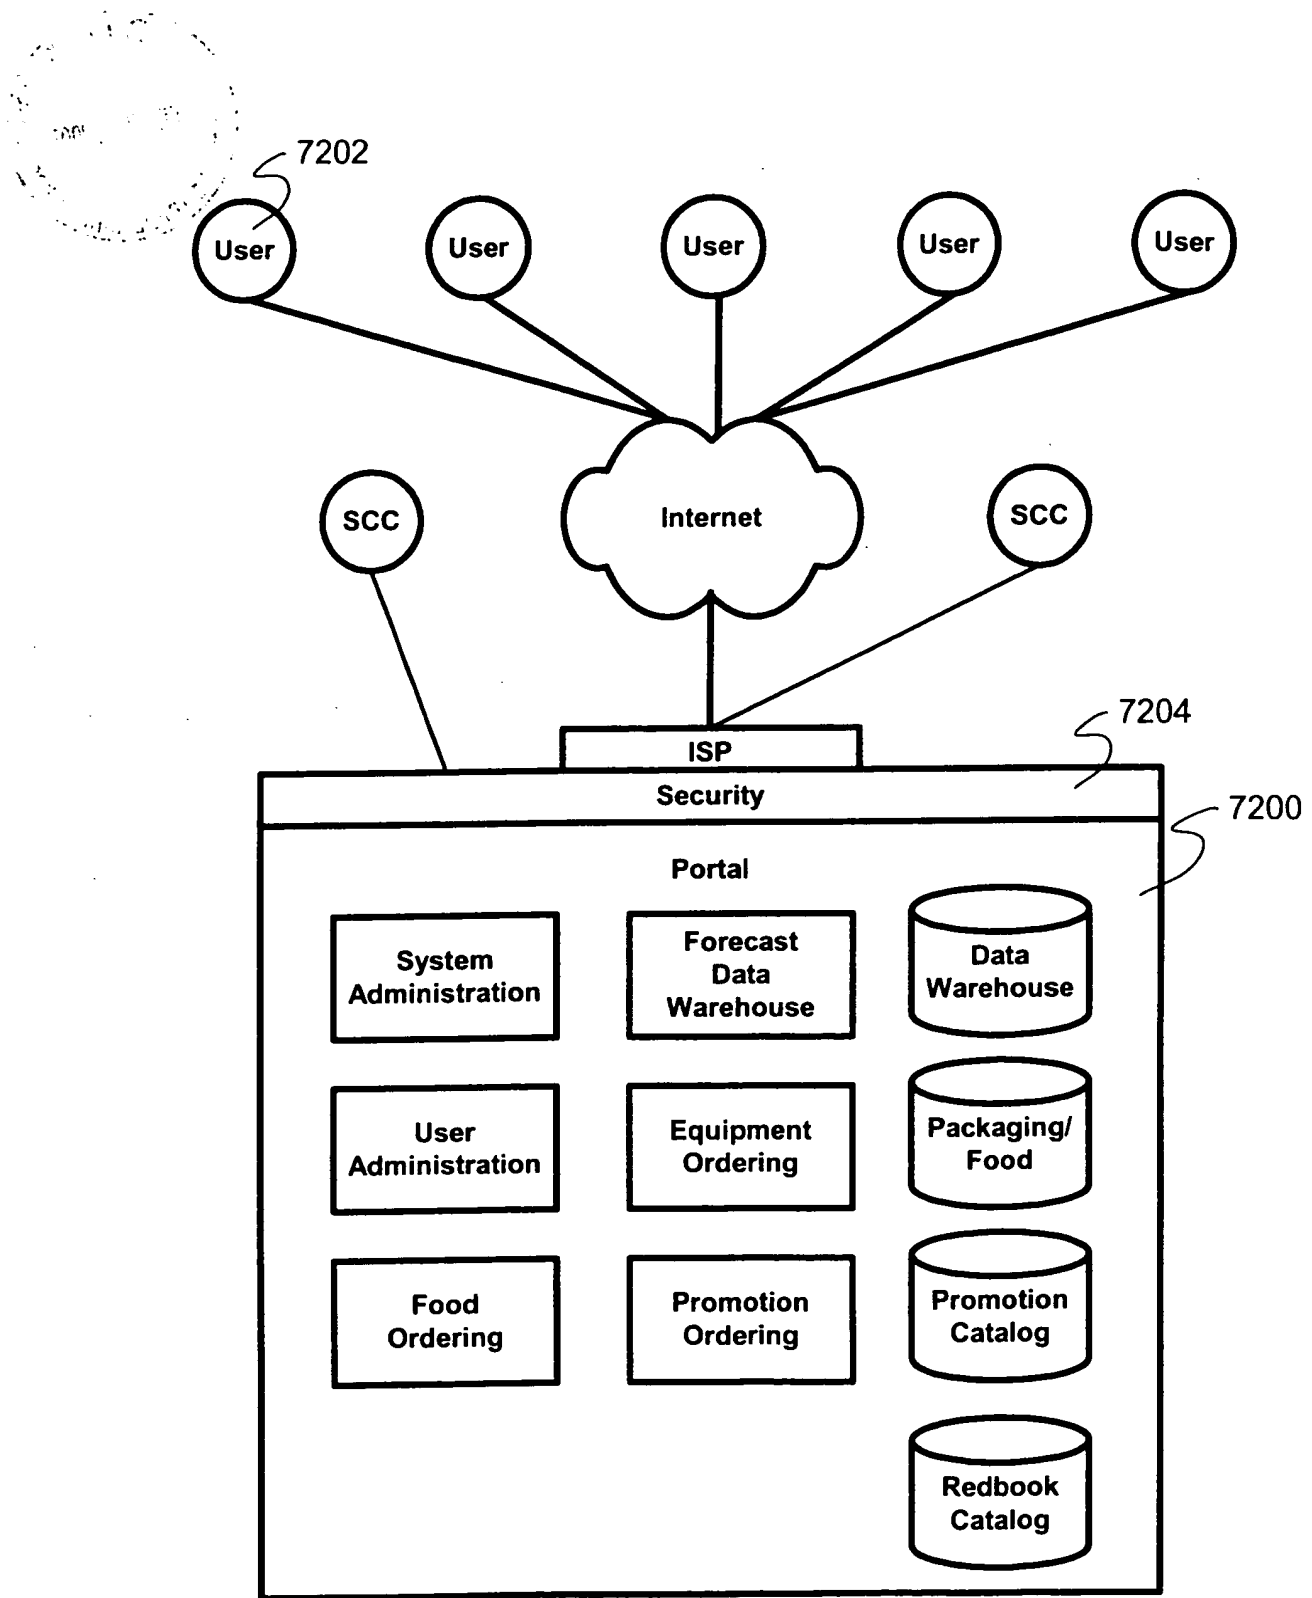 7202
User
User
User
User
User
SCC
Internet
SCC
7204
ISP
Security
7200
Portal
System
Administration
Forecast
Data
Warehouse
Data
Warehouse
User
Administration
Equipment
Ordering
Packaging/
Food
Food
Ordering
Promotion
Ordering
Promotion
Catalog
Redbook
Catalog